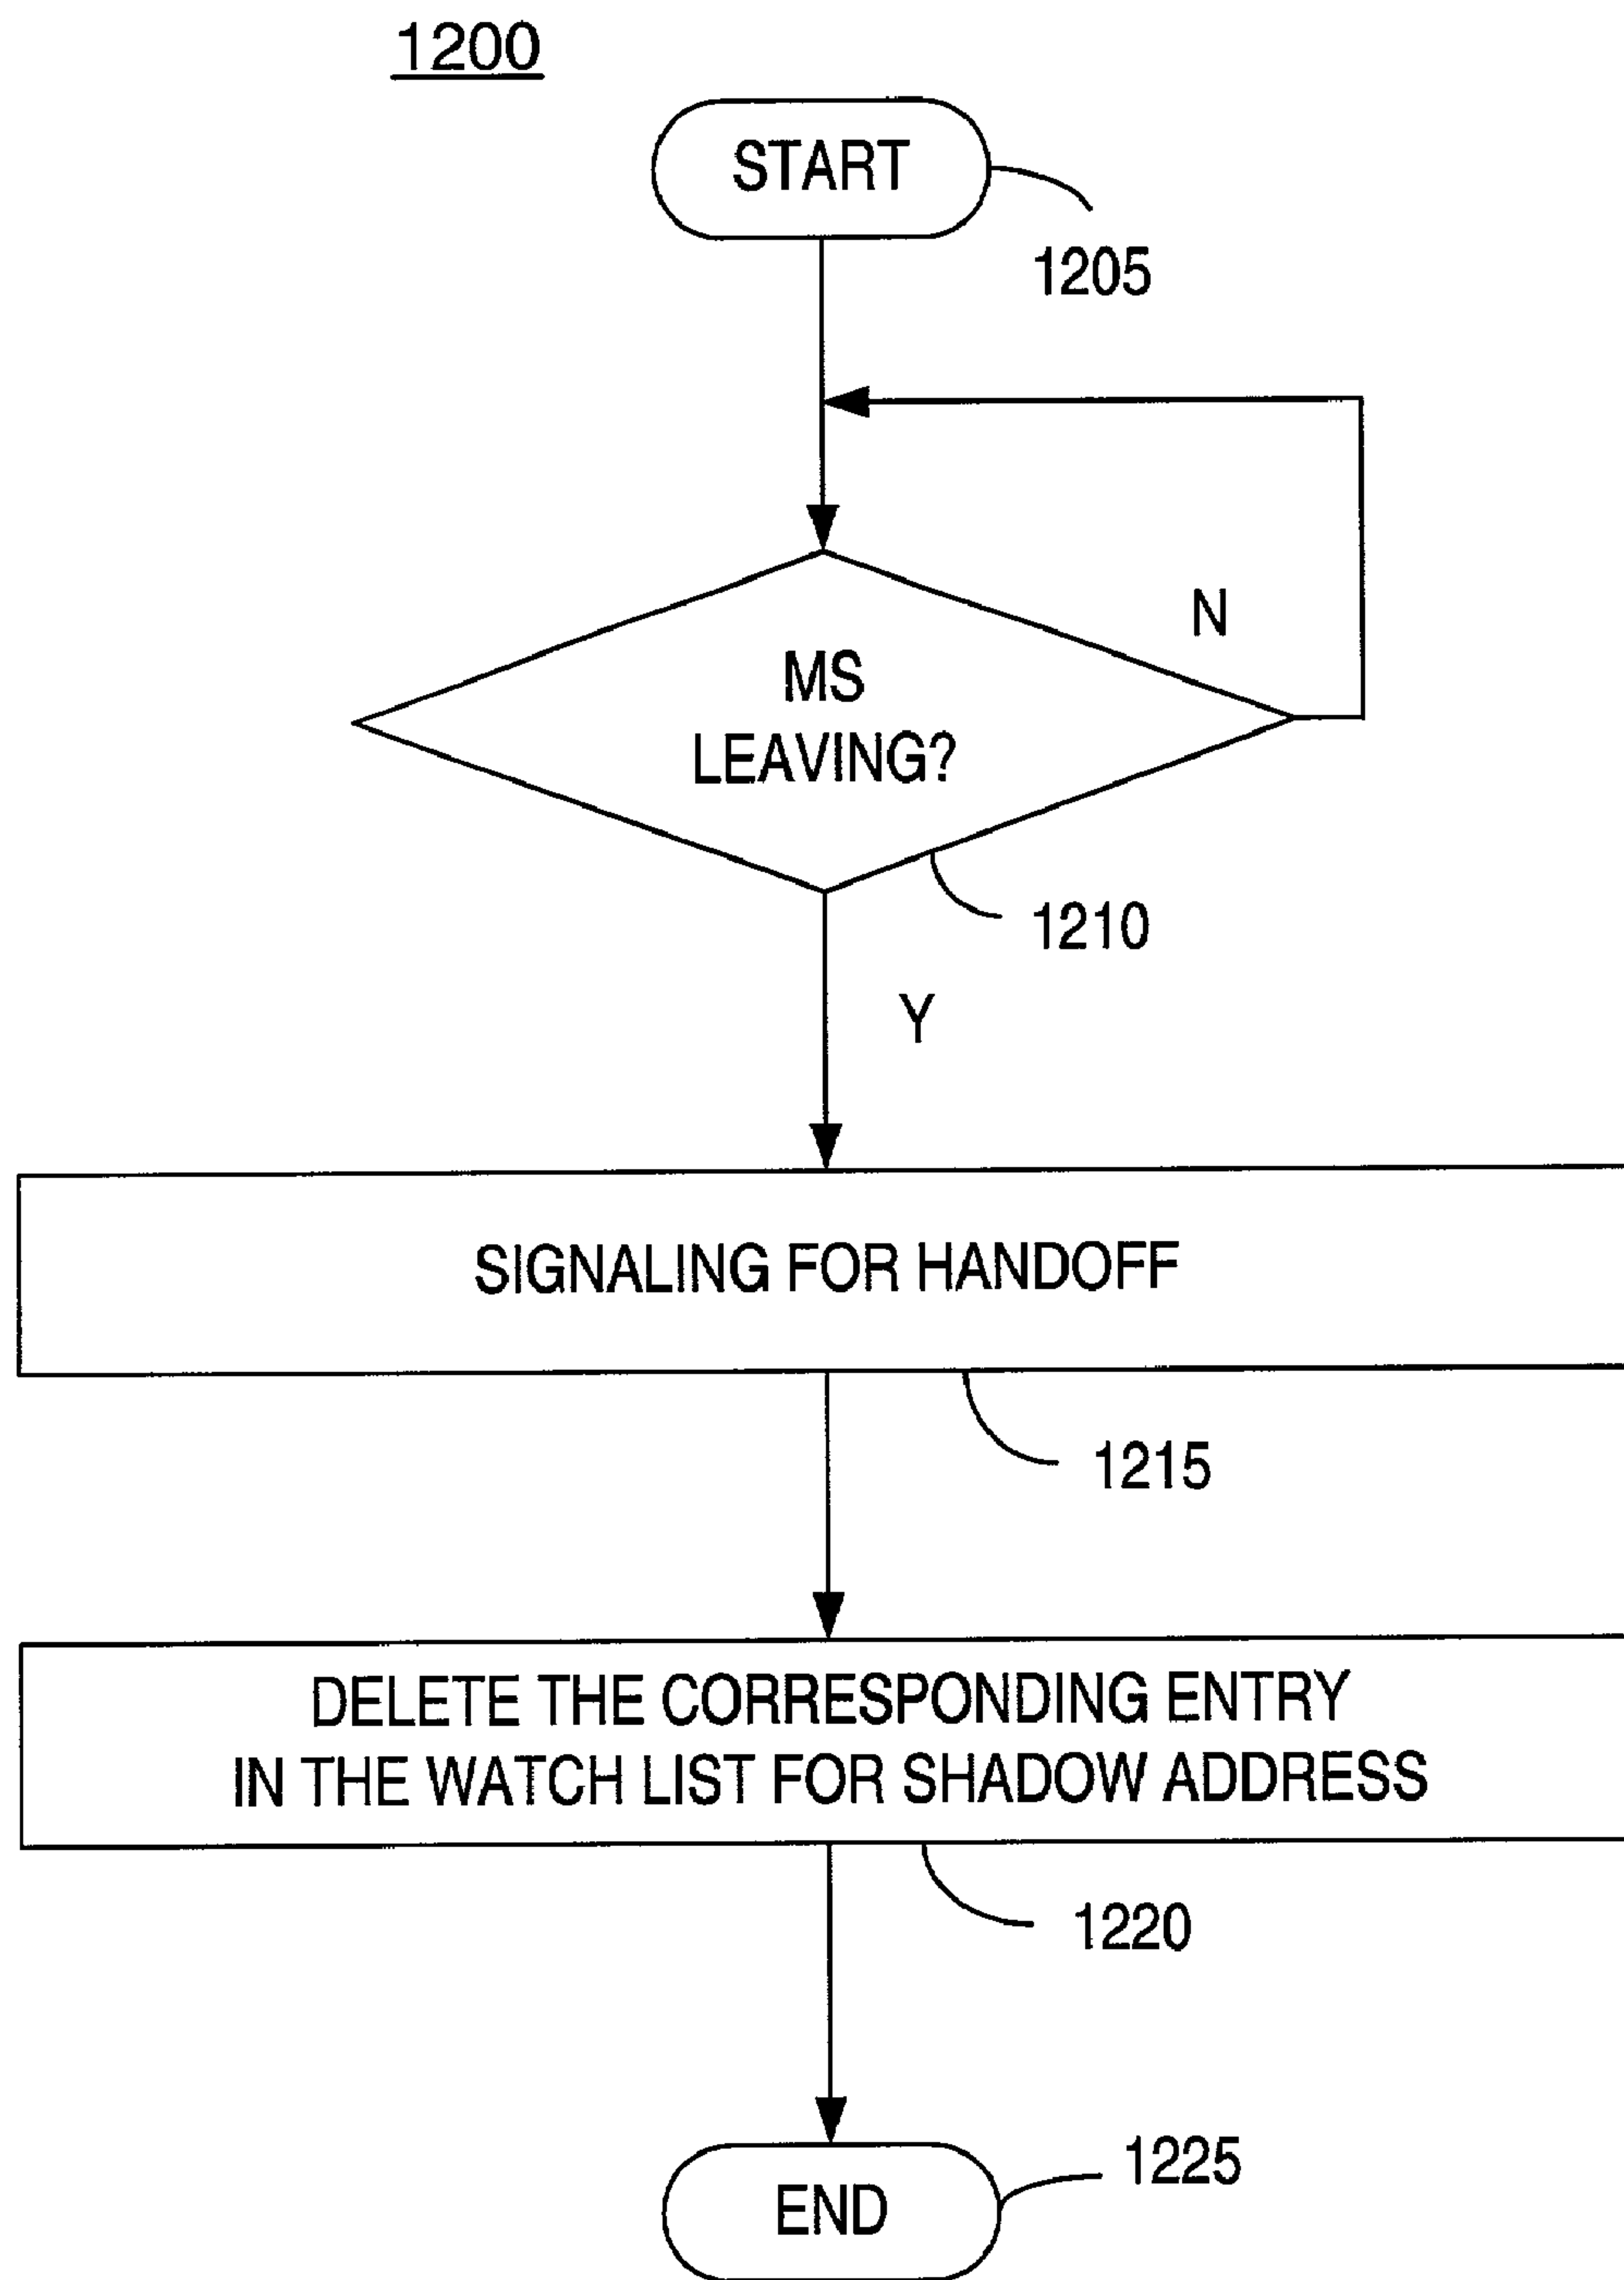 1200
START
1205
N
MS
LEAVING?
1210
Y
SIGNALING FOR HANDOFF
1215
DELETE THE CORRESPONDING ENTRY
IN THE WATCH LIST FOR SHADOW ADDRESS
1220
1225
END